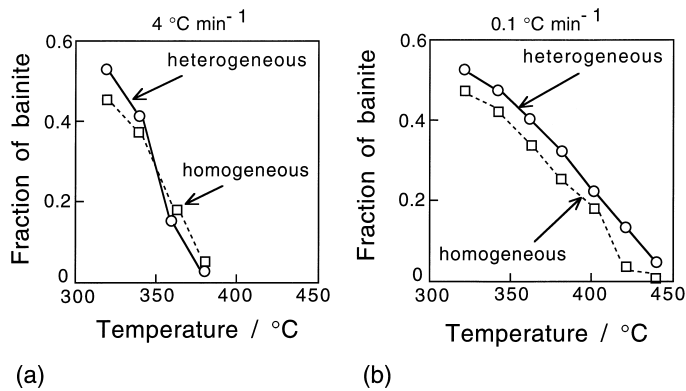 4 °C min⁻¹
0.6
0.4
0.2
0
300
350
400
450
Fraction of bainite
heterogeneous
homogeneous
Temperature / °C
(a)
0.1 °C min⁻¹
0.6
0.4
0.2
0
300
350
400
450
Fraction of bainite
heterogeneous
homogeneous
Temperature / °C
(b)